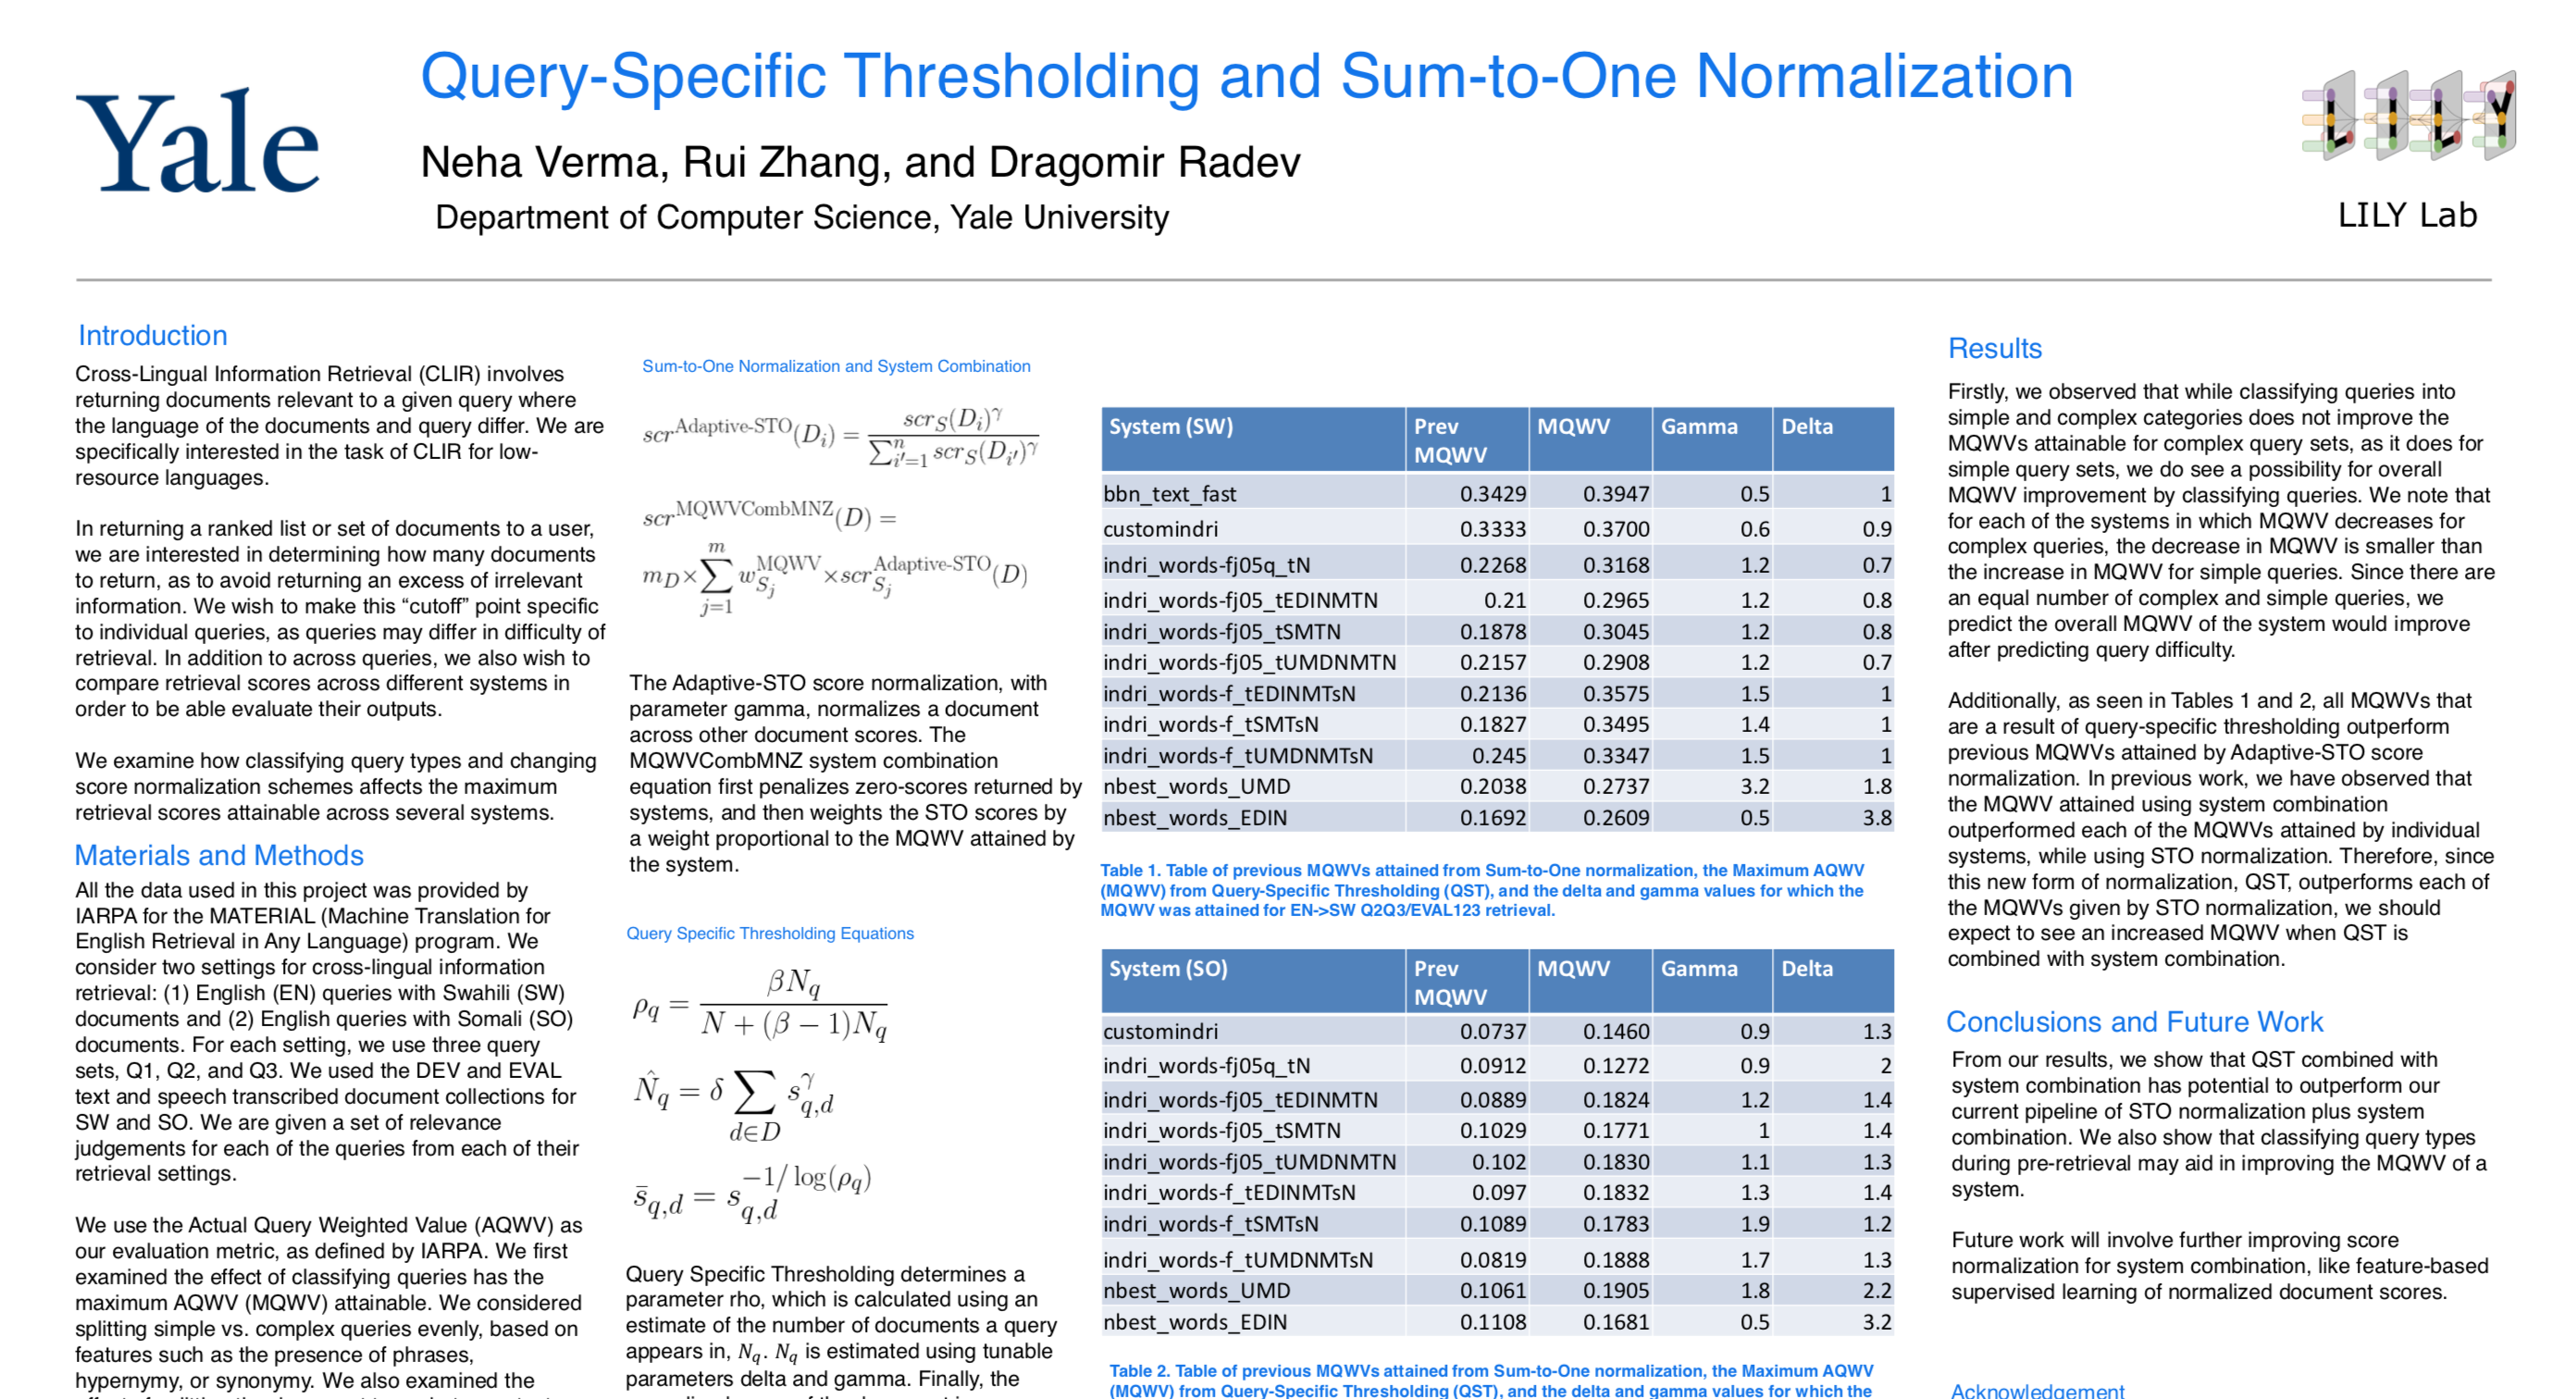 Yale
Query-Specific Thresholding and Sum-to-One Normalization
Neha Verma, Rui Zhang, and Dragomir Radev
Department of Computer Science, Yale University
LILY
LILY Lab
Introduction
Cross-Lingual Information Retrieval (CLIR) involves
returning documents relevant to a given query where
the language of the documents and query differ. We are
specifically interested in the task of CLIR for low-
resource languages.
In returning a ranked list or set of documents to a user,
we are interested in determining how many documents
to return, as to avoid returning an excess of irrelevant
information. We wish to make this “cutoff” point specific
to individual queries, as queries may differ in difficulty of
retrieval. In addition to across queries, we also wish to
compare retrieval scores across different systems in
order to be able evaluate their outputs.
We examine how classifying query types and changing
score normalization schemes affects the maximum
retrieval scores attainable across several systems.
Materials and Methods
All the data used in this project was provided by
IARPA for the MATERIAL (Machine Translation for
English Retrieval in Any Language) program. We
consider two settings for cross-lingual information
retrieval: (1) English (EN) queries with Swahili (SW)
documents and (2) English queries with Somali (SO)
documents. For each setting, we use three query
sets, Q1, Q2, and Q3. We used the DEV and EVAL
text and speech transcribed document collections for
SW and SO. We are given a set of relevance
judgements for each of the queries from each of their
retrieval settings.
We use the Actual Query Weighted Value (AQWV) as
our evaluation metric, as defined by IARPA. We first
examined the effect of classifying queries has the
maximum AQWV (MQWV) attainable. We considered
splitting simple vs. complex queries evenly, based on
features such as the presence of phrases,
hypernymy, or synonymy. We also examined the
Sum-to-One Normalization and System Combination
scr^Adaptive-STO(D_i) = scr_S(D_i)^γ / ∑_{i'=1}^n scr_S(D_{i'})^γ
scr^MQWVCombMNZ(D) =
m_D × ∑_{j=1}^m w_{S_j}^MQWV × scr_{S_j}^Adaptive-STO(D)
The Adaptive-STO score normalization, with
parameter gamma, normalizes a document
across other document scores. The
MQWVCombMNZ system combination
equation first penalizes zero-scores returned by
systems, and then weights the STO scores by
a weight proportional to the MQWV attained by
the system.
Query Specific Thresholding Equations
ρ_q = βN_q / N + (β − 1)N_q
N̂_q = δ ∑_{d∈D} s_{q,d}^γ
s̄_{q,d} = s_{q,d}^{−1/ log(ρ_q)}
Query Specific Thresholding determines a
parameter rho, which is calculated using an
estimate of the number of documents a query
appears in, N_q. N_q is estimated using tunable
parameters delta and gamma. Finally, the
System (SW) Prev MQWV MQWV Gamma Delta
bbn_text_fast 0.3429 0.3947 0.5 1
customindri 0.3333 0.3700 0.6 0.9
indri_words-fj05q_tN 0.2268 0.3168 1.2 0.7
indri_words-fj05_tEDINMTN 0.21 0.2965 1.2 0.8
indri_words-fj05_tSMTN 0.1878 0.3045 1.2 0.8
indri_words-fj05_tUMDNMTN 0.2157 0.2908 1.2 0.7
indri_words-f_tEDINMTsN 0.2136 0.3575 1.5 1
indri_words-f_tSMTsN 0.1827 0.3495 1.4 1
indri_words-f_tUMDNMTsN 0.245 0.3347 1.5 1
nbest_words_UMD 0.2038 0.2737 3.2 1.8
nbest_words_EDIN 0.1692 0.2609 0.5 3.8
Table 1. Table of previous MQWVs attained from Sum-to-One normalization, the Maximum AQWV
(MQWV) from Query-Specific Thresholding (QST), and the delta and gamma values for which the
MQWV was attained for EN->SW Q2Q3/EVAL123 retrieval.
System (SO) Prev MQWV MQWV Gamma Delta
customindri 0.0737 0.1460 0.9 1.3
indri_words-fj05q_tN 0.0912 0.1272 0.9 2
indri_words-fj05_tEDINMTN 0.0889 0.1824 1.2 1.4
indri_words-fj05_tSMTN 0.1029 0.1771 1 1.4
indri_words-fj05_tUMDNMTN 0.102 0.1830 1.1 1.3
indri_words-f_tEDINMTsN 0.097 0.1832 1.3 1.4
indri_words-f_tSMTsN 0.1089 0.1783 1.9 1.2
indri_words-f_tUMDNMTsN 0.0819 0.1888 1.7 1.3
nbest_words_UMD 0.1061 0.1905 1.8 2.2
nbest_words_EDIN 0.1108 0.1681 0.5 3.2
Table 2. Table of previous MQWVs attained from Sum-to-One normalization, the Maximum AQWV
(MQWV) from Query-Specific Thresholding (QST), and the delta and gamma values for which the
Results
Firstly, we observed that while classifying queries into
simple and complex categories does not improve the
MQWVs attainable for complex query sets, as it does for
simple query sets, we do see a possibility for overall
MQWV improvement by classifying queries. We note that
for each of the systems in which MQWV decreases for
complex queries, the decrease in MQWV is smaller than
the increase in MQWV for simple queries. Since there are
an equal number of complex and simple queries, we
predict the overall MQWV of the system would improve
after predicting query difficulty.
Additionally, as seen in Tables 1 and 2, all MQWVs that
are a result of query-specific thresholding outperform
previous MQWVs attained by Adaptive-STO score
normalization. In previous work, we have observed that
the MQWV attained using system combination
outperformed each of the MQWVs attained by individual
systems, while using STO normalization. Therefore, since
this new form of normalization, QST, outperforms each of
the MQWVs given by STO normalization, we should
expect to see an increased MQWV when QST is
combined with system combination.
Conclusions and Future Work
From our results, we show that QST combined with
system combination has potential to outperform our
current pipeline of STO normalization plus system
combination. We also show that classifying query types
during pre-retrieval may aid in improving the MQWV of a
system.
Future work will involve further improving score
normalization for system combination, like feature-based
supervised learning of normalized document scores.
Acknowledgement